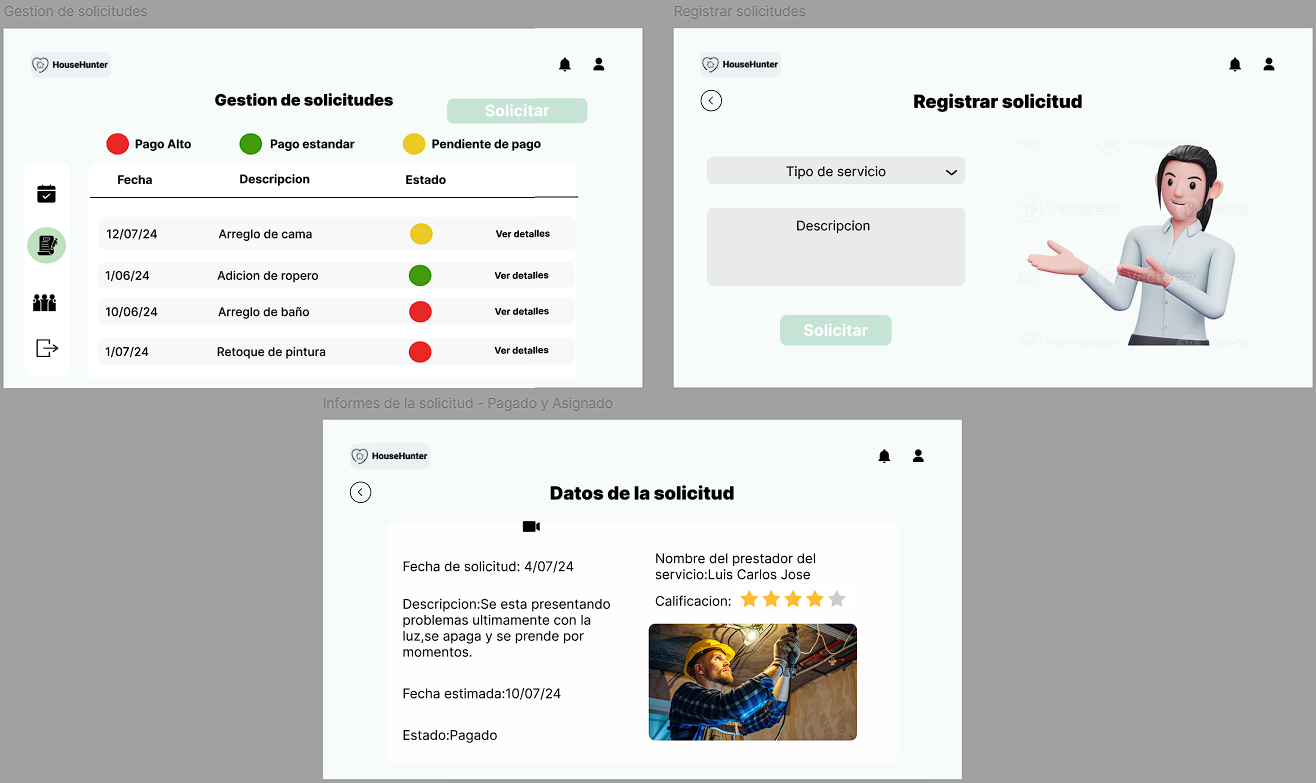 Gestion de solicitudes
HouseHunter
Gestion de solicitudes
Solicitar
Pago Alto
Pago estandar
Pendiente de pago
Fecha
Descripcion
Estado
12/07/24
Arreglo de cama
Ver detalles
1/06/24
Adicion de ropero
Ver detalles
10/06/24
Arreglo de baño
Ver detalles
1/07/24
Retoque de pintura
Ver detalles
Registrar solicitudes
HouseHunter
Registrar solicitud
Tipo de servicio
Descripcion
Solicitar
Vecteezy
Informes de la solicitud - Pagado y Asignado
HouseHunter
Datos de la solicitud
Fecha de solicitud: 4/07/24
Descripcion:Se esta presentando
problemas ultimamente con la
luz,se apaga y se prende por
momentos.
Fecha estimada:10/07/24
Estado:Pagado
Nombre del prestador del
servicio:Luis Carlos Jose
Calificacion: